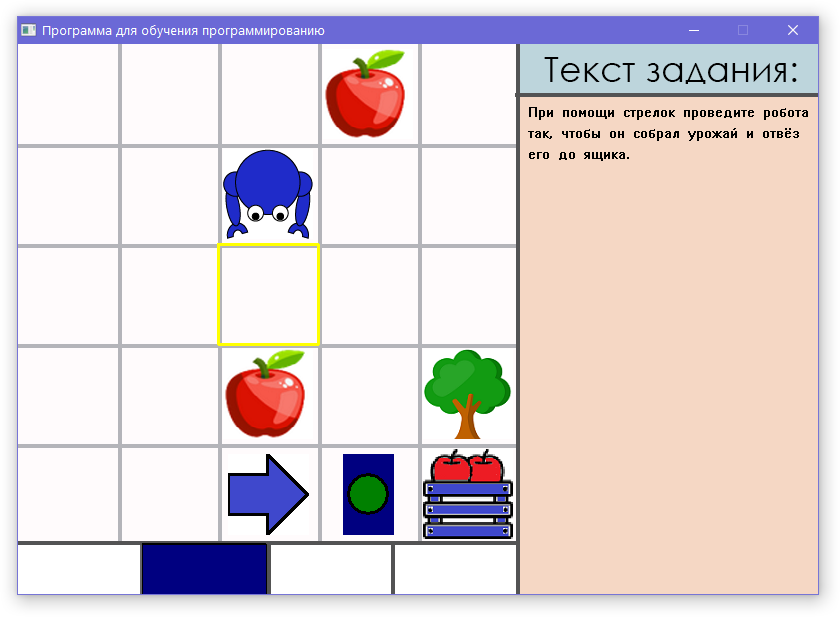 Программа для обучения программированию
Текст задания:
При помощи стрелок проведите робота
так, чтобы он собрал урожай и отвёз
его до ящика.